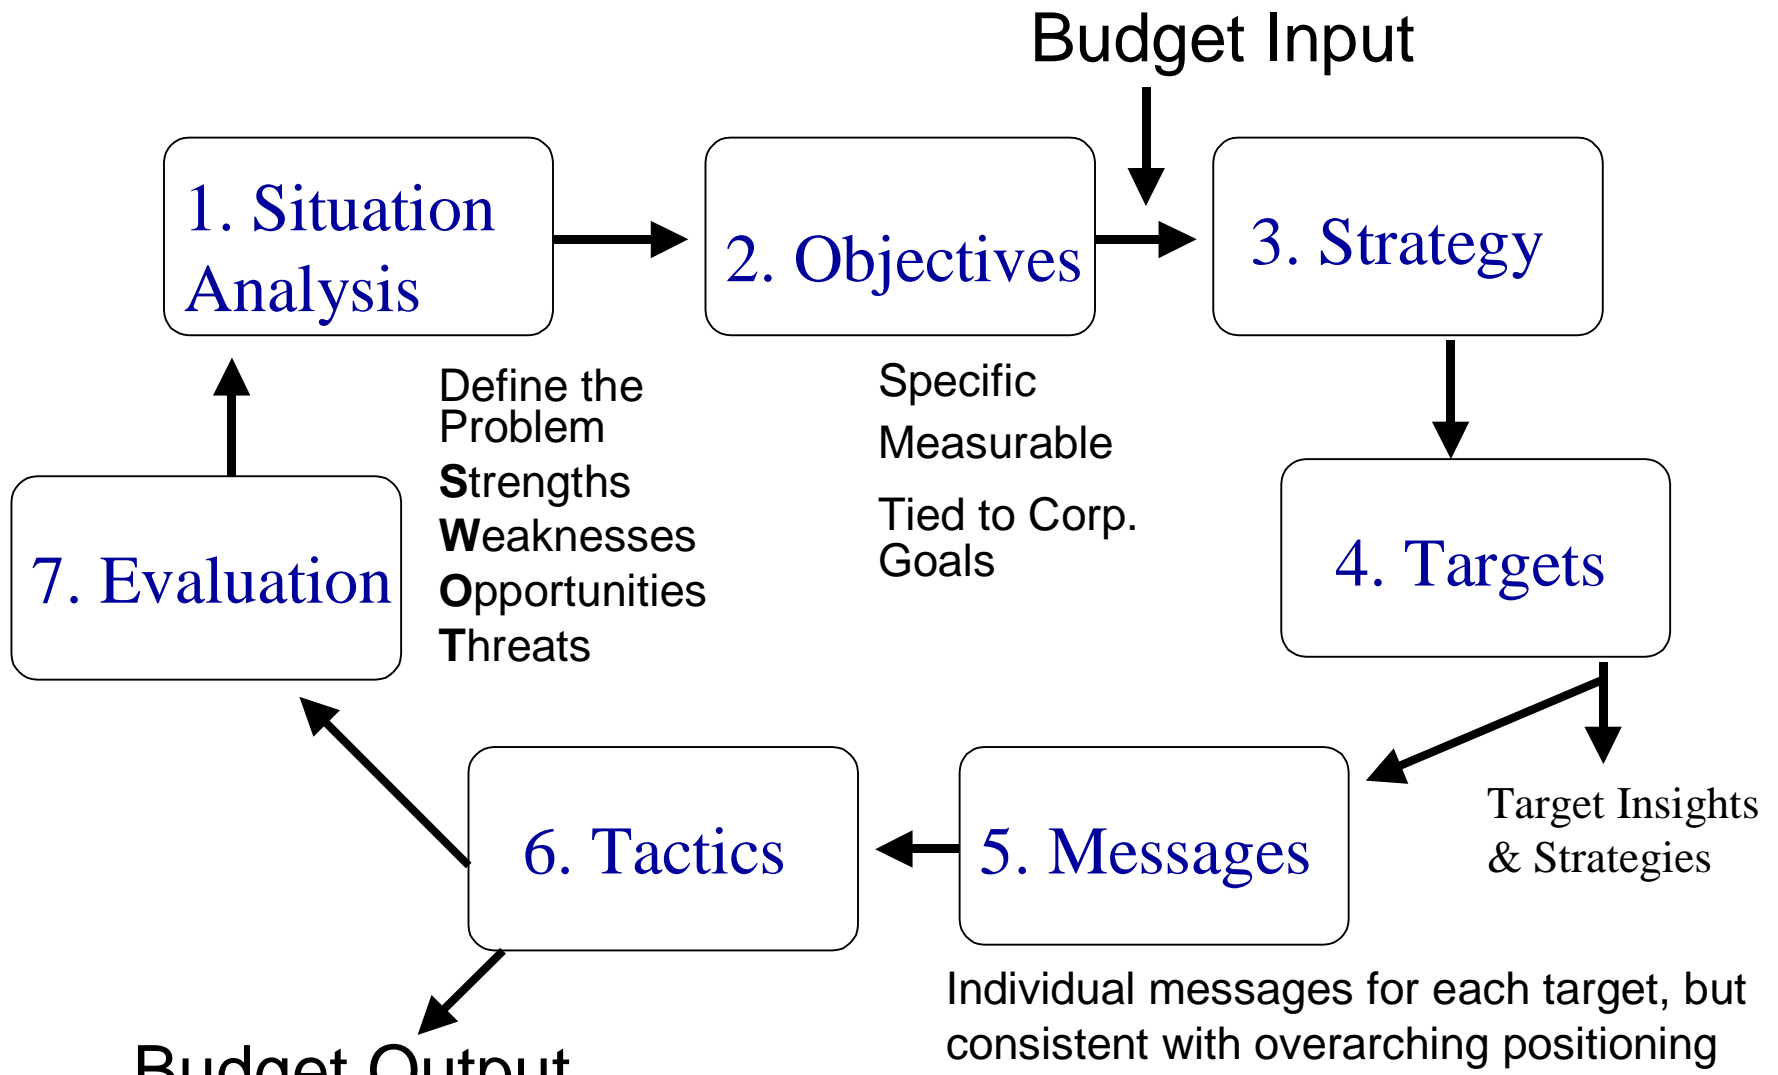 Budget Input
1. Situation
Analysis
2. Objectives
3. Strategy
Define the
Problem
Strengths
Weaknesses
Opportunities
Threats
Specific
Measurable
Tied to Corp.
Goals
7. Evaluation
4. Targets
6. Tactics
5. Messages
Target Insights
& Strategies
Individual messages for each target, but
consistent with overarching positioning
Budget Output